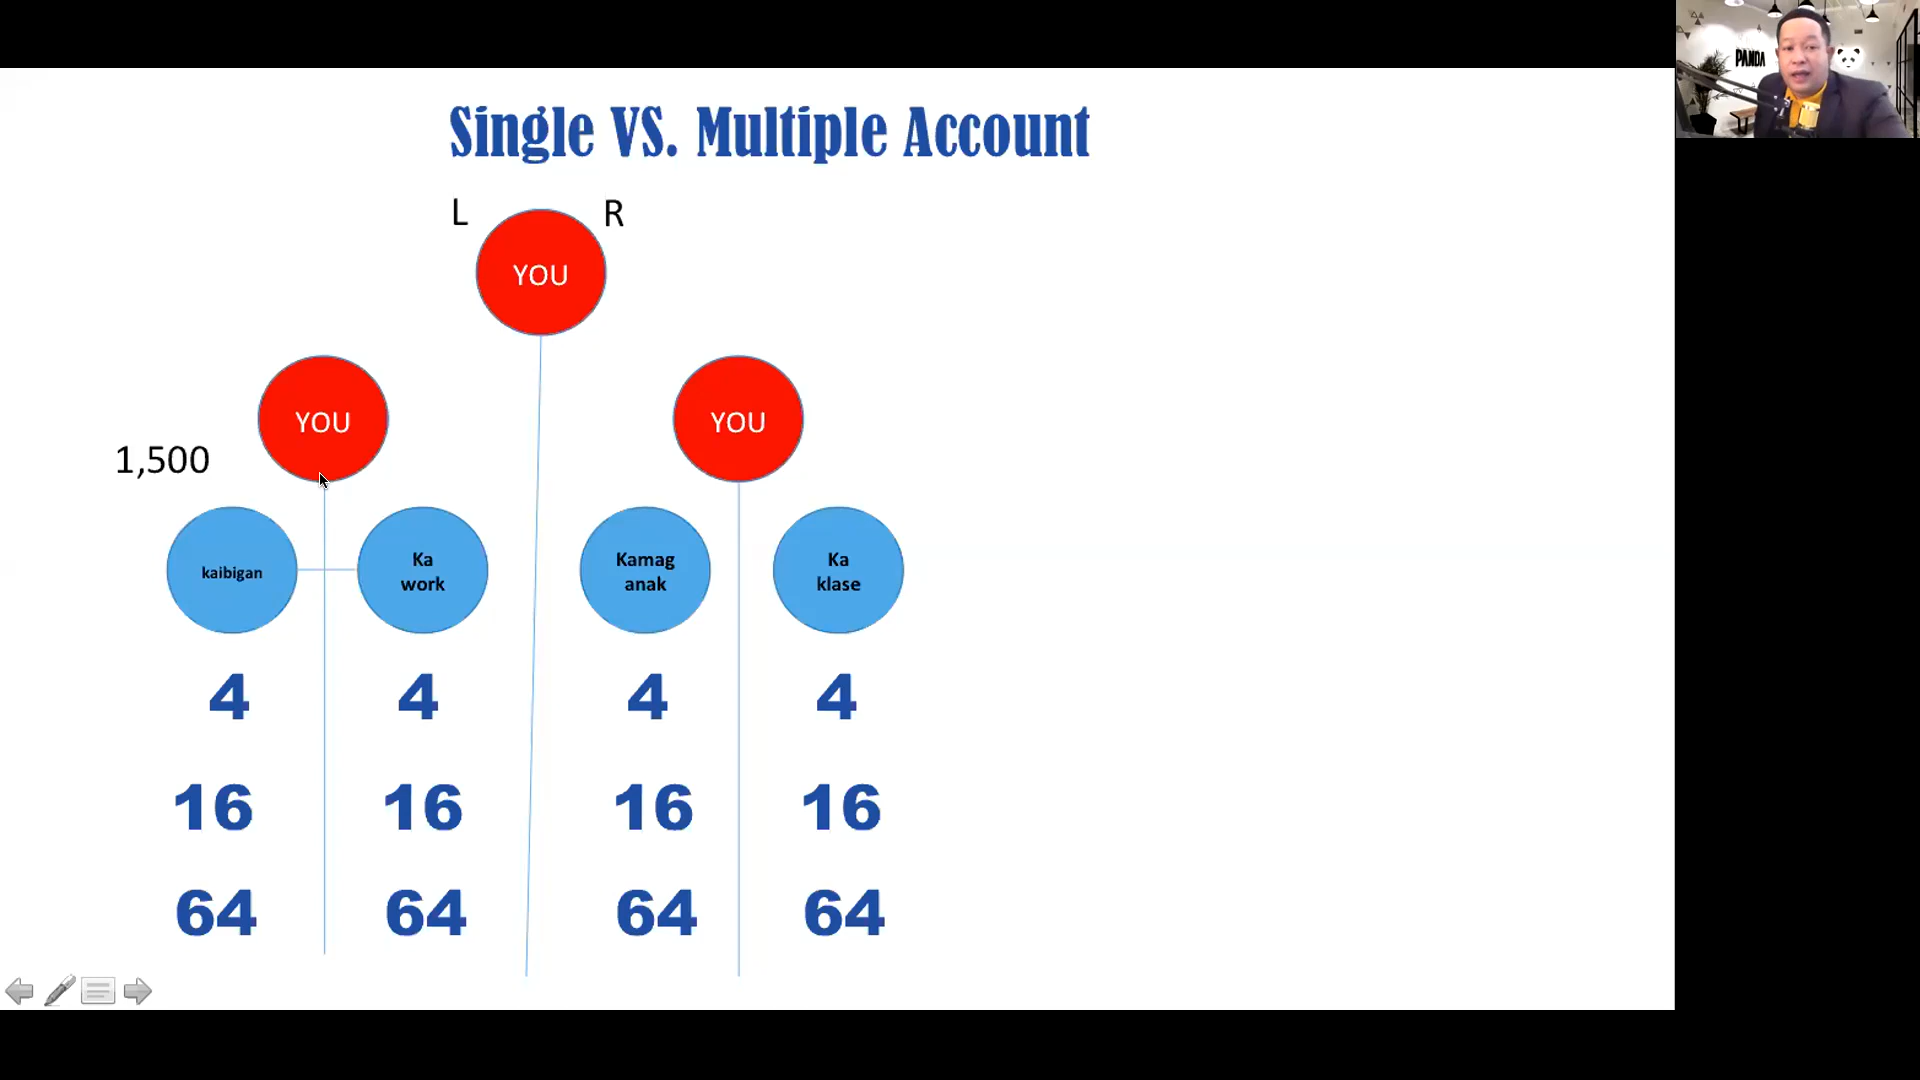 PANDA
Single VS. Multiple Account
L
R
YOU
YOU
YOU
1,500
kaibigan
Ka
work
Kamag
anak
Ka
klase
4 4 4 4
16 16 16 16
64 64 64 64